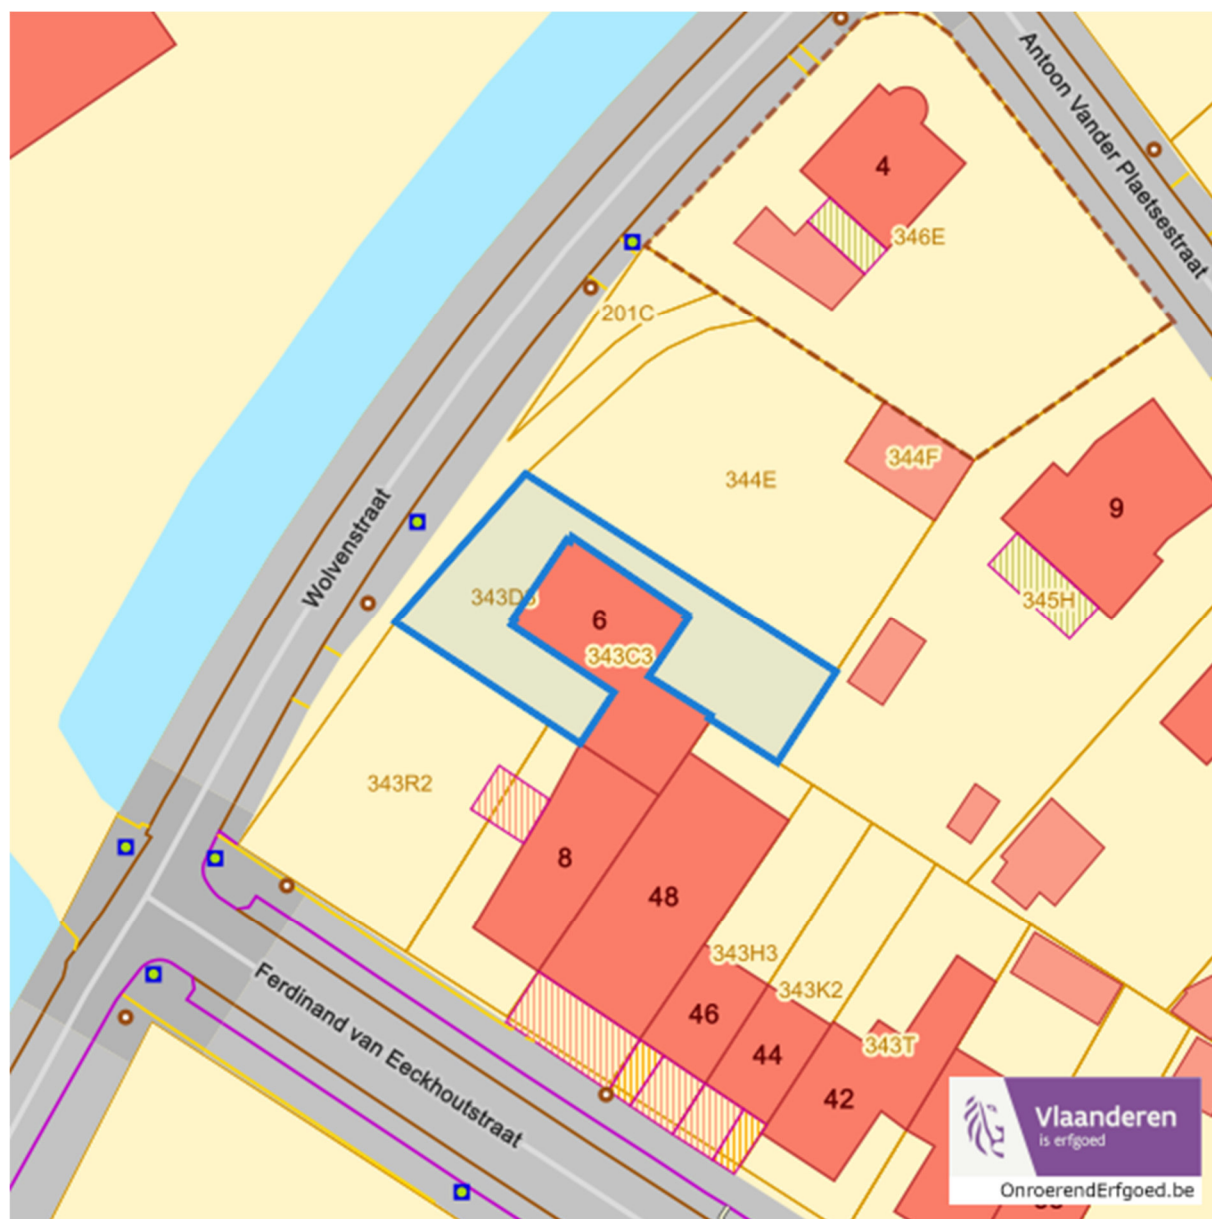 Antoon Vander Plaetsestraat
4
346E
201C
344F
344E
9
Wolvenstraat
343D3
6
345H
343C3
343R2
8
48
343H3
343K2
46
343T
44
42
Ferdinand van Eeckhoutstraat
Vlaanderen
is erfgoed
OnroerendErfgoed.be